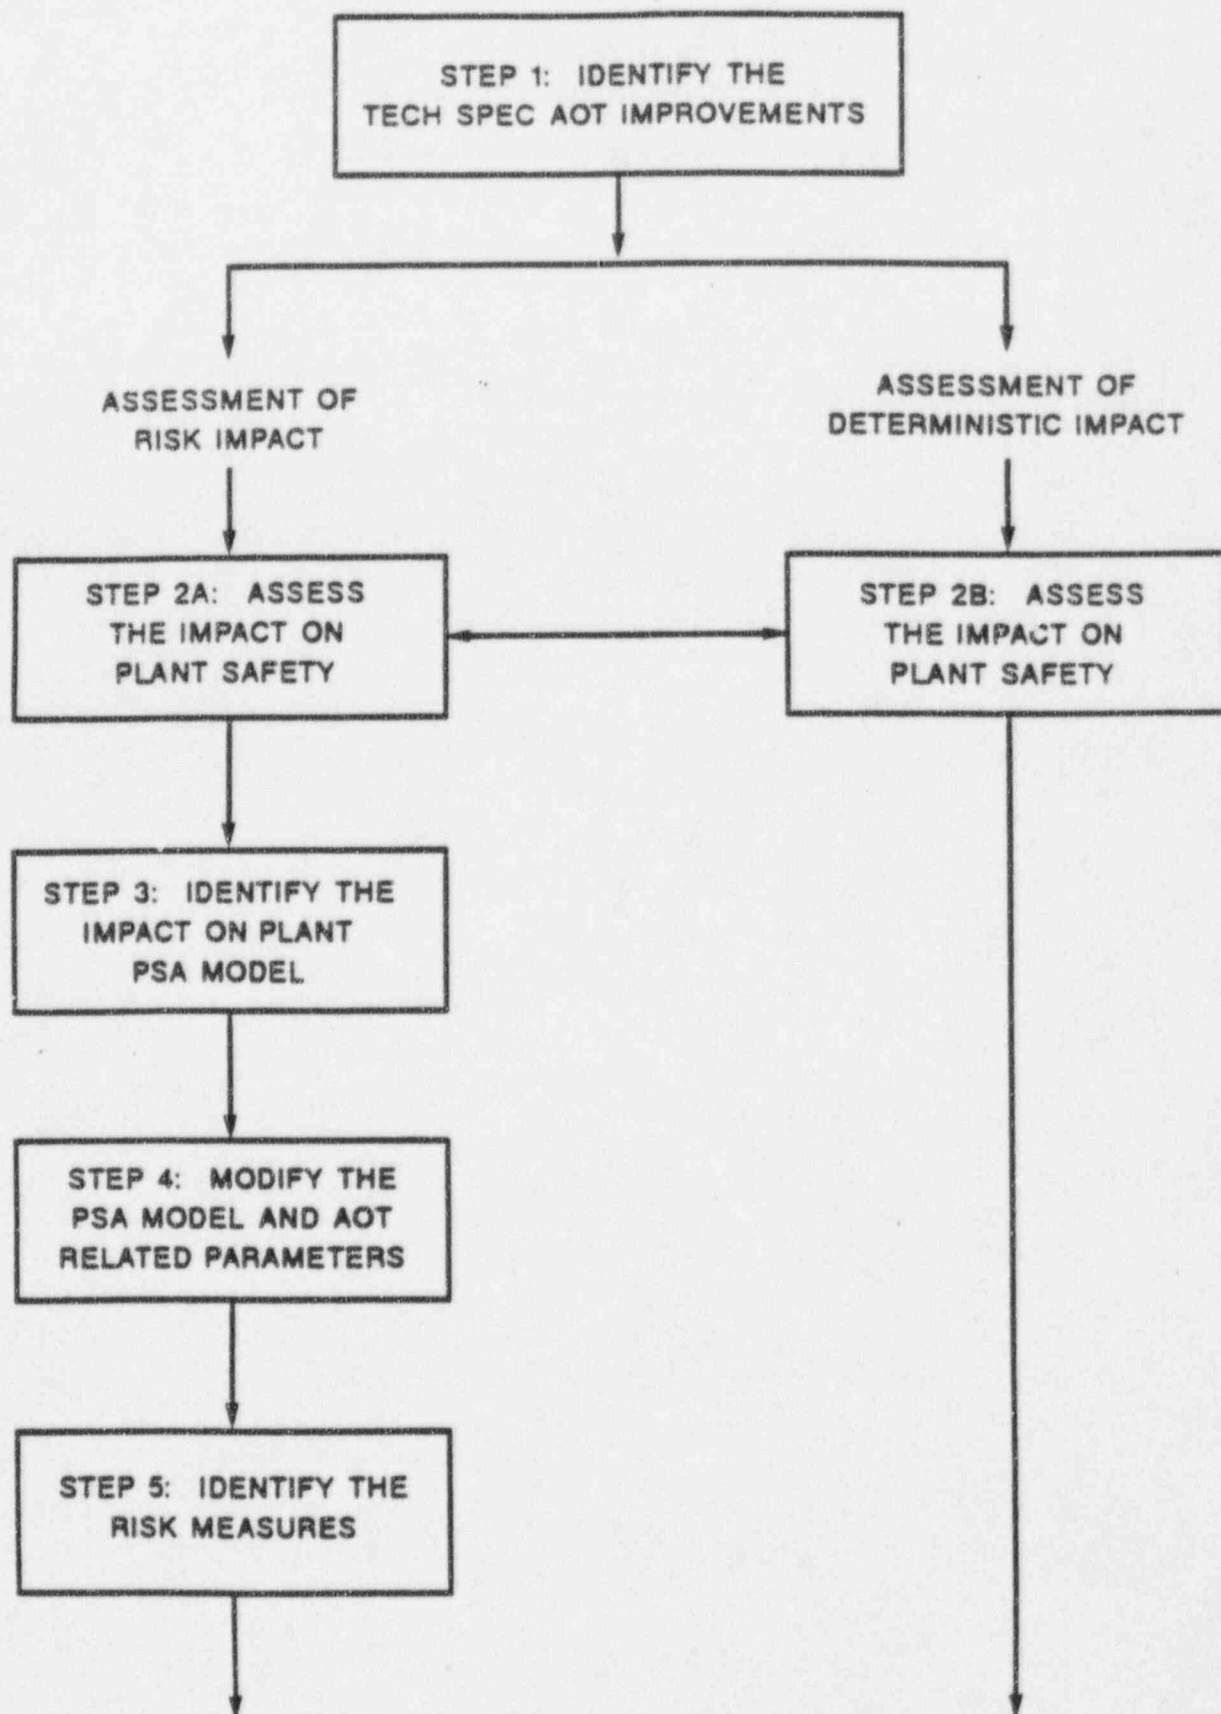 STEP 1: IDENTIFY THE
TECH SPEC AOT IMPROVEMENTS
ASSESSMENT OF
RISK IMPACT
ASSESSMENT OF
DETERMINISTIC IMPACT
STEP 2A: ASSESS
THE IMPACT ON
PLANT SAFETY
STEP 2B: ASSESS
THE IMPACT ON
PLANT SAFETY
STEP 3: IDENTIFY THE
IMPACT ON PLANT
PSA MODEL
STEP 4: MODIFY THE
PSA MODEL AND AOT
RELATED PARAMETERS
STEP 5: IDENTIFY THE
RISK MEASURES